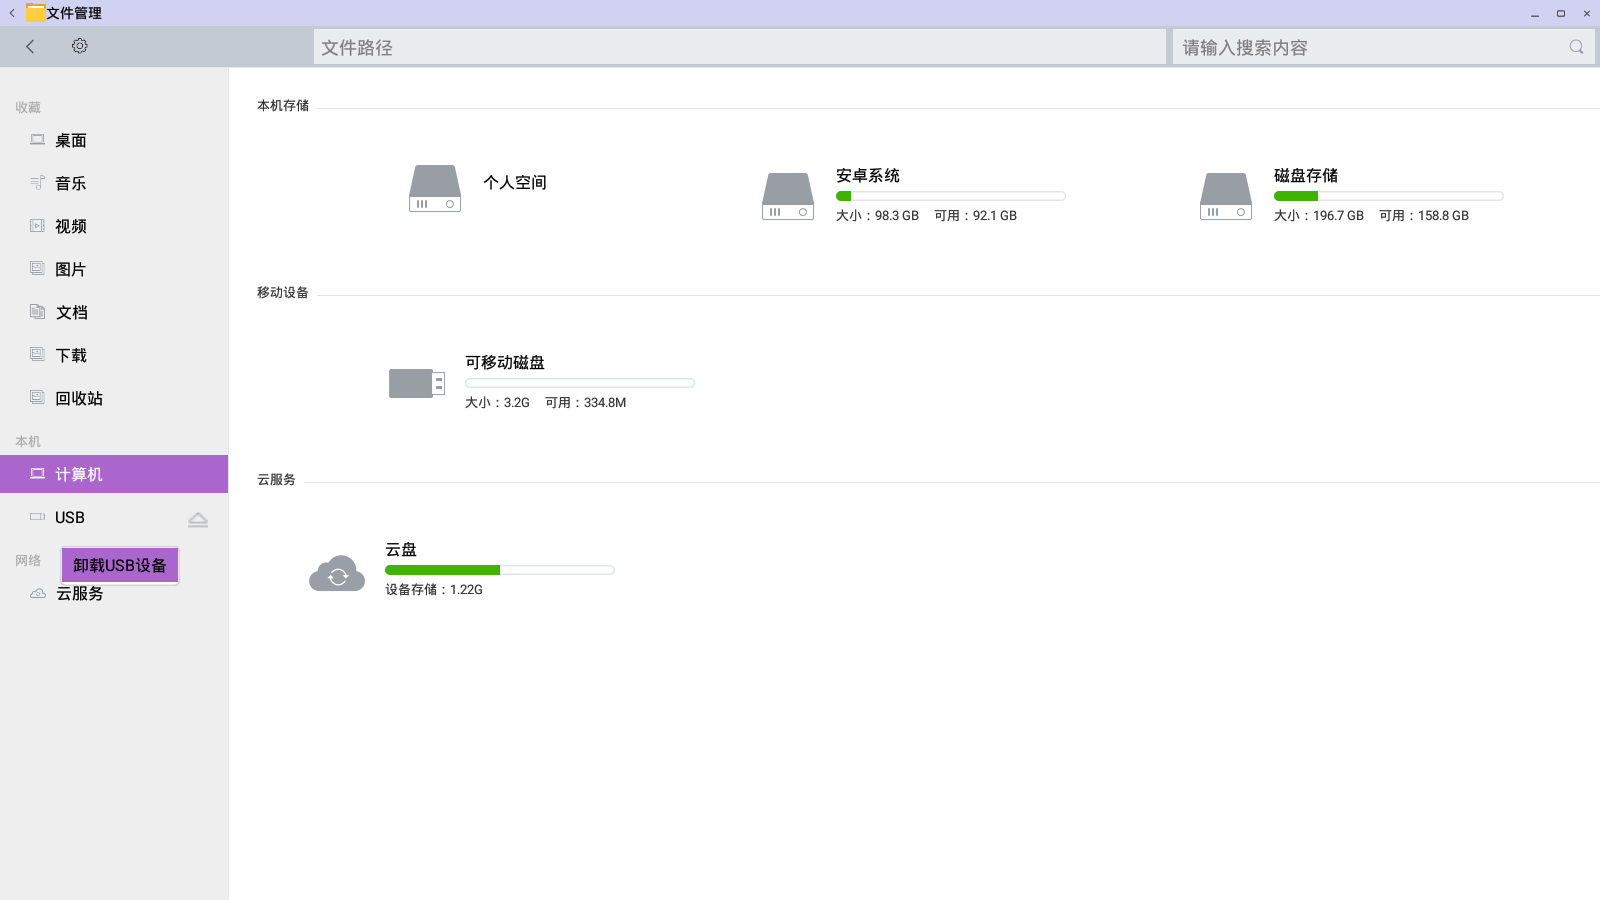 文件管理
文件路径
请输入搜索内容
收藏
桌面
音乐
视频
图片
文档
下载
回收站
本机
计算机
USB
网络
卸载USB设备
云服务
本机存储
个人空间
安卓系统
大小：98.3 GB 可用：92.1 GB
磁盘存储
大小：196.7 GB 可用：158.8 GB
移动设备
可移动磁盘
大小：3.2G 可用：334.8M
云服务
云盘
设备存储：1.22G